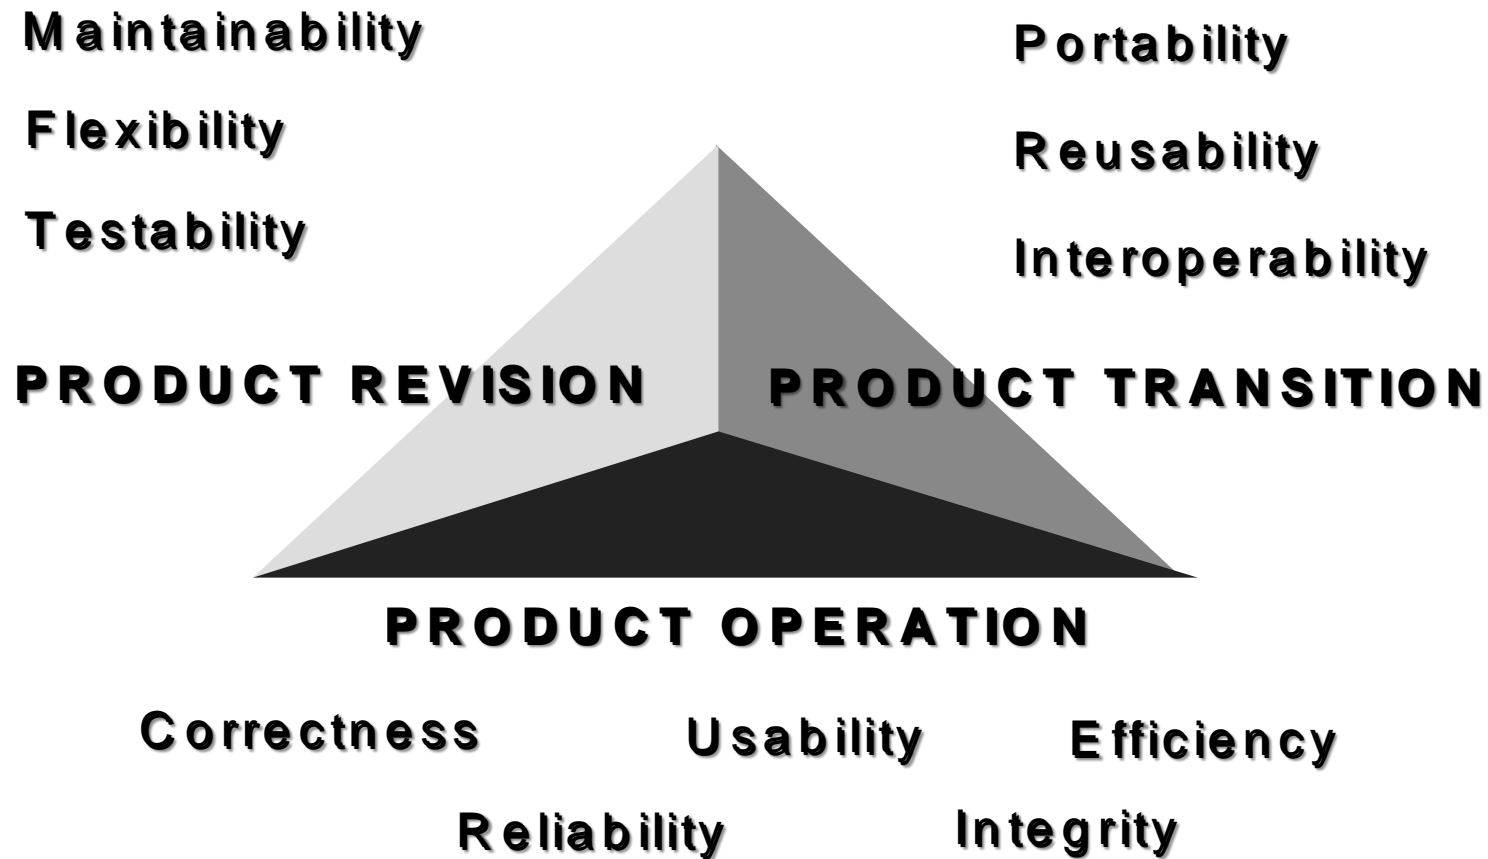 Maintainability
Flexibility
Testability
Portability
Reusability
Interoperability
PRODUCT REVISION
PRODUCT TRANSITION
PRODUCT OPERATION
Correctness
Usability
Efficiency
Reliability
Integrity